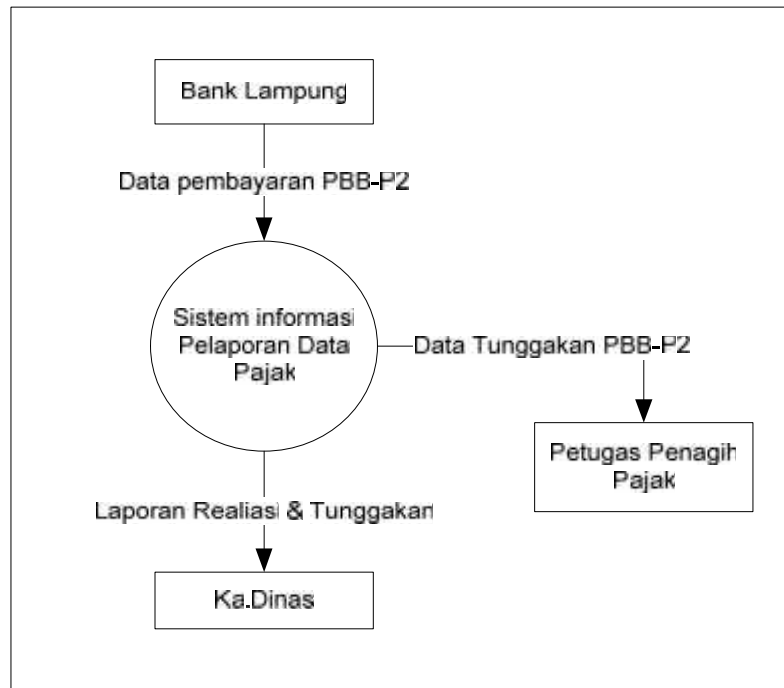 Bank Lampung
Data pembayaran PBB-P2
Sistem informasi
Pelaporan Data
Pajak
Data Tunggakan PBB-P2
Petugas Penagih
Pajak
Laporan Realiasi & Tunggakan
Ka.Dinas